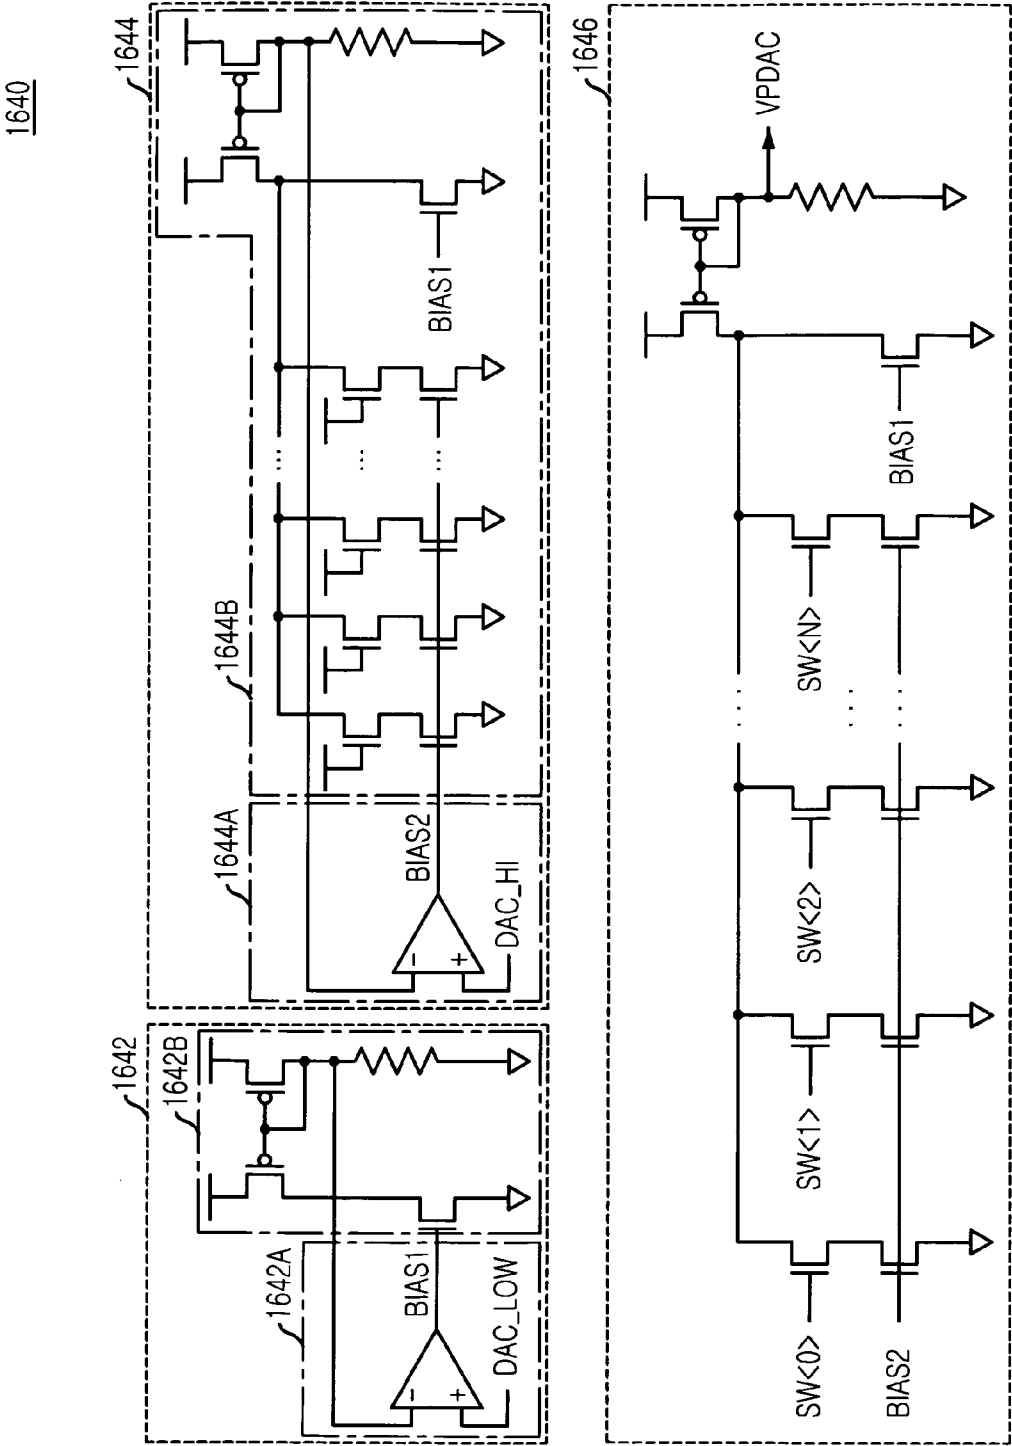 1640
1642
1642A
1642B
BIAS1
DAC_LOW
-
+
1644
1644A
1644B
BIAS2
DAC_HI
-
+
...
...
...
BIAS1
1646
SW<0>
SW<1>
SW<2>
...
...
...
SW<N>
BIAS2
BIAS1
VPDAC